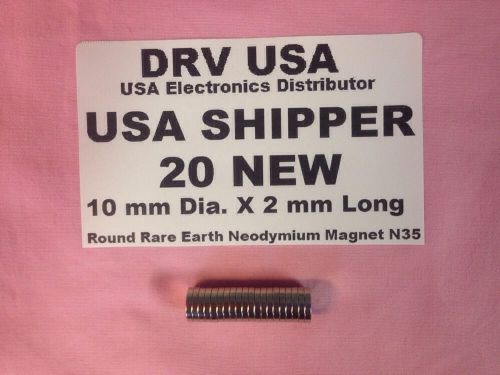 DRV USA
USA Electronics Distributor
USA SHIPPER
20 NEW
10 mm Dia. X 2 mm Long
Round Rare Earth Neodymium Magnet N35